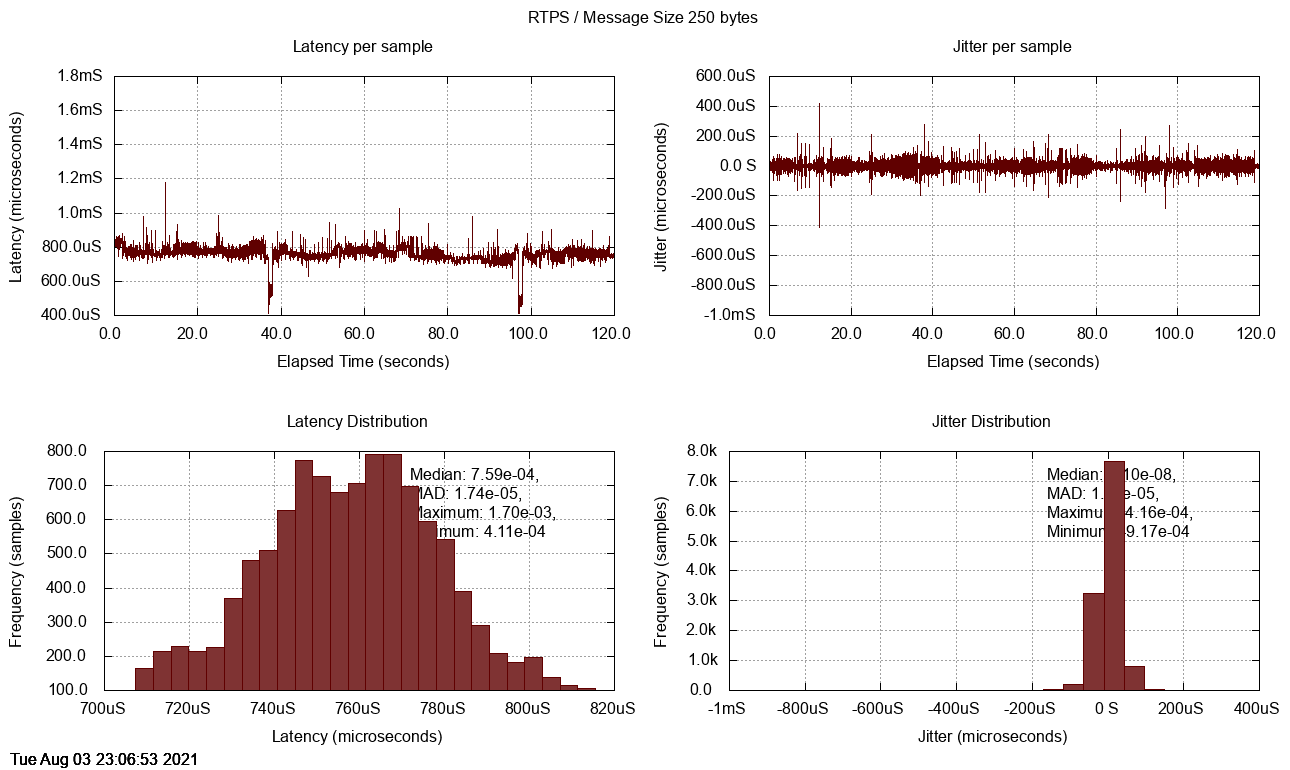 RTPS / Message Size 250 bytes
Latency per sample
Latency (microseconds)
1.8mS
1.6mS
1.4mS
1.2mS
1.0mS
800.0uS
600.0uS
400.0uS
0.0 20.0 40.0 60.0 80.0 100.0 120.0
Elapsed Time (seconds)
Jitter per sample
Jitter (microseconds)
600.0uS
400.0uS
200.0uS
0.0 S
-200.0uS
-400.0uS
-600.0uS
-800.0uS
-1.0mS
0.0 20.0 40.0 60.0 80.0 100.0 120.0
Elapsed Time (seconds)
Latency Distribution
Frequency (samples)
800.0
700.0
600.0
500.0
400.0
300.0
200.0
100.0
Median: 7.59e-04,
MAD: 1.74e-05,
Maximum: 1.70e-03,
4.11e-04
700uS 720uS 740uS 760uS 780uS 800uS 820uS
Latency (microseconds)
Jitter Distribution
Frequency (samples)
8.0k
7.0k
6.0k
5.0k
4.0k
3.0k
2.0k
1.0k
0.0
Median:
MAD:
4.16e-04,
9.17e-04
-1mS -800uS -600uS -400uS -200uS 0 S 200uS 400uS
Jitter (microseconds)
Tue Aug 03 23:06:53 2021